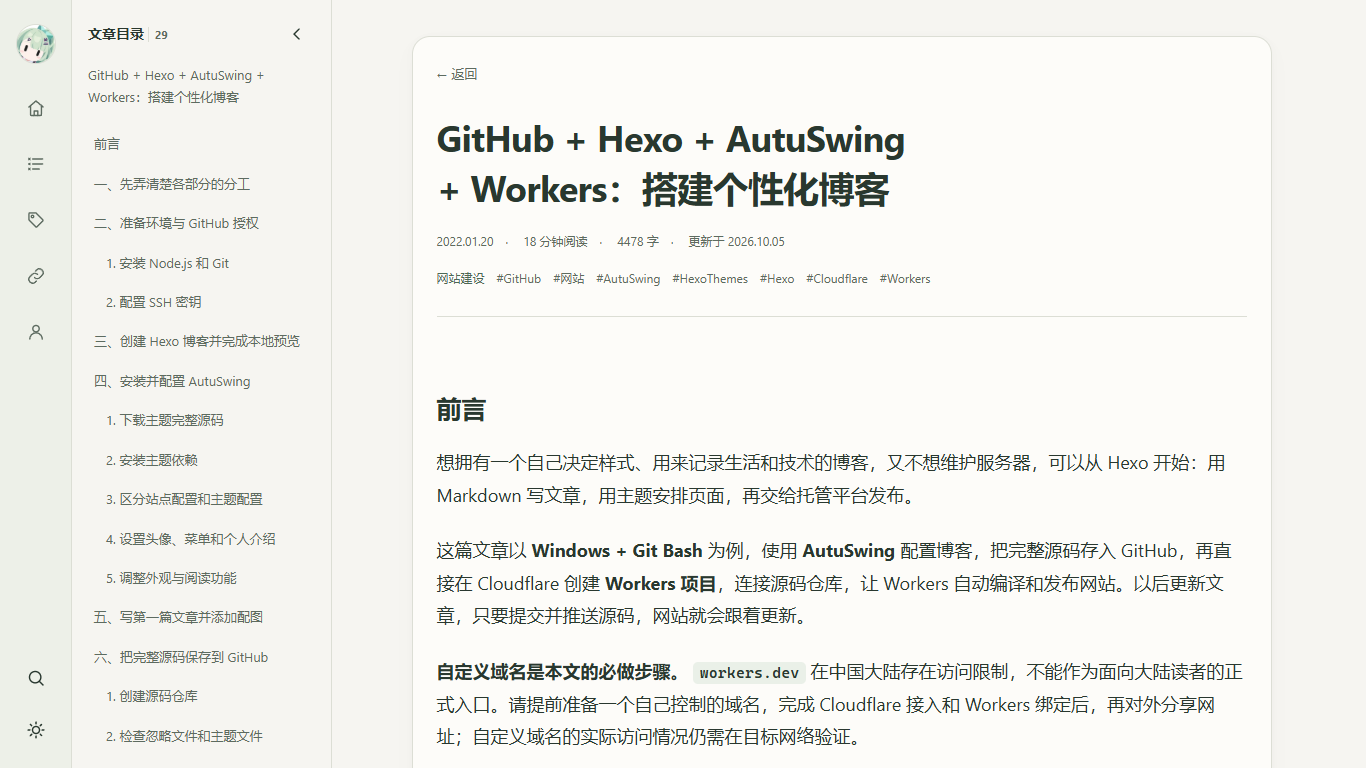 文章目录 29
GitHub + Hexo + AutuSwing +
Workers：搭建个性化博客
前言
一、先弄清楚各部分的分工
二、准备环境与 GitHub 授权
1. 安装 Node.js 和 Git
2. 配置 SSH 密钥
三、创建 Hexo 博客并完成本地预览
四、安装并配置 AutuSwing
1. 下载主题完整源码
2. 安装主题依赖
3. 区分站点配置和主题配置
4. 设置头像、菜单和个人介绍
5. 调整外观与阅读功能
五、写第一篇文章并添加配图
六、把完整源码保存到 GitHub
1. 创建源码仓库
2. 检查忽略文件和主题文件
← 返回
GitHub + Hexo + AutuSwing
+ Workers：搭建个性化博客
2022.01.20 · 18 分钟阅读 · 4478 字 · 更新于 2026.10.05
网站建设 #GitHub #网站 #AutuSwing #HexoThemes #Hexo #Cloudflare #Workers
前言
想拥有一个自己决定样式、用来记录生活和技术的博客，又不想维护服务器，可以从 Hexo 开始：用
Markdown 写文章，用主题安排页面，再交给托管平台发布。
这篇文章以 Windows + Git Bash 为例，使用 AutuSwing 配置博客，把完整源码存入 GitHub，再直
接在 Cloudflare 创建 Workers 项目，连接源码仓库，让 Workers 自动编译和发布网站。以后更新文
章，只要提交并推送源码，网站就会跟着更新。
自定义域名是本文的必做步骤。 workers.dev 在中国大陆存在访问限制，不能作为面向大陆读者的正
式入口。请提前准备一个自己控制的域名，完成 Cloudflare 接入和 Workers 绑定后，再对外分享网
址；自定义域名的实际访问情况仍需在目标网络验证。